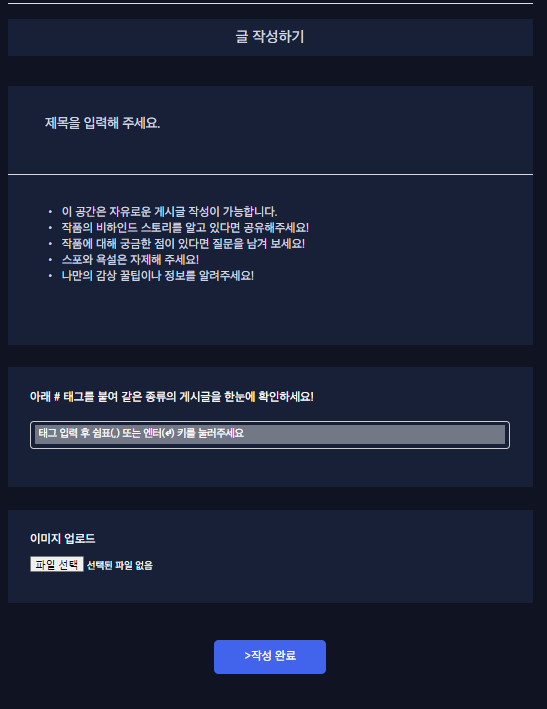 글 작성하기
제목을 입력해 주세요.
• 이 공간은 자유로운 게시글 작성이 가능합니다.
• 작품의 비하인드 스토리를 알고 있다면 공유해주세요!
• 작품에 대해 궁금한 점이 있다면 질문을 남겨 보세요!
• 스포와 욕설은 자제해 주세요!
• 나만의 감상 꿀팁이나 정보를 알려주세요!
아래 # 태그를 붙여 같은 종류의 게시글을 한눈에 확인하세요!
태그 입력 후 쉼표(,) 또는 엔터(↵) 키를 눌러주세요
이미지 업로드
파일 선택 선택된 파일 없음
>작성 완료